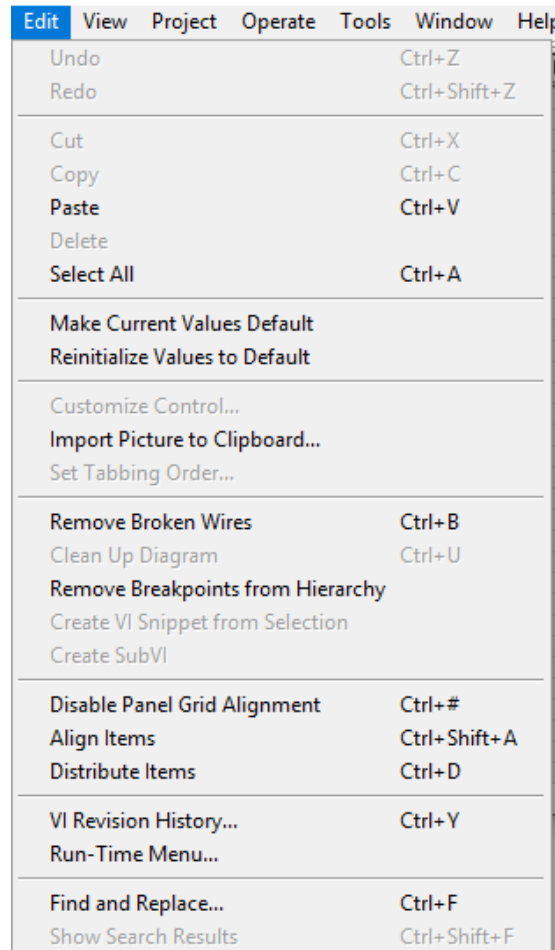 Edit View Project Operate Tools Window Help
Undo Ctrl+Z
Redo Ctrl+Shift+Z
Cut Ctrl+X
Copy Ctrl+C
Paste Ctrl+V
Delete
Select All Ctrl+A
Make Current Values Default
Reinitialize Values to Default
Customize Control...
Import Picture to Clipboard...
Set Tabbing Order...
Remove Broken Wires Ctrl+B
Clean Up Diagram Ctrl+U
Remove Breakpoints from Hierarchy
Create VI Snippet from Selection
Create SubVI
Disable Panel Grid Alignment Ctrl+#
Align Items Ctrl+Shift+A
Distribute Items Ctrl+D
VI Revision History... Ctrl+Y
Run-Time Menu...
Find and Replace... Ctrl+F
Show Search Results Ctrl+Shift+F